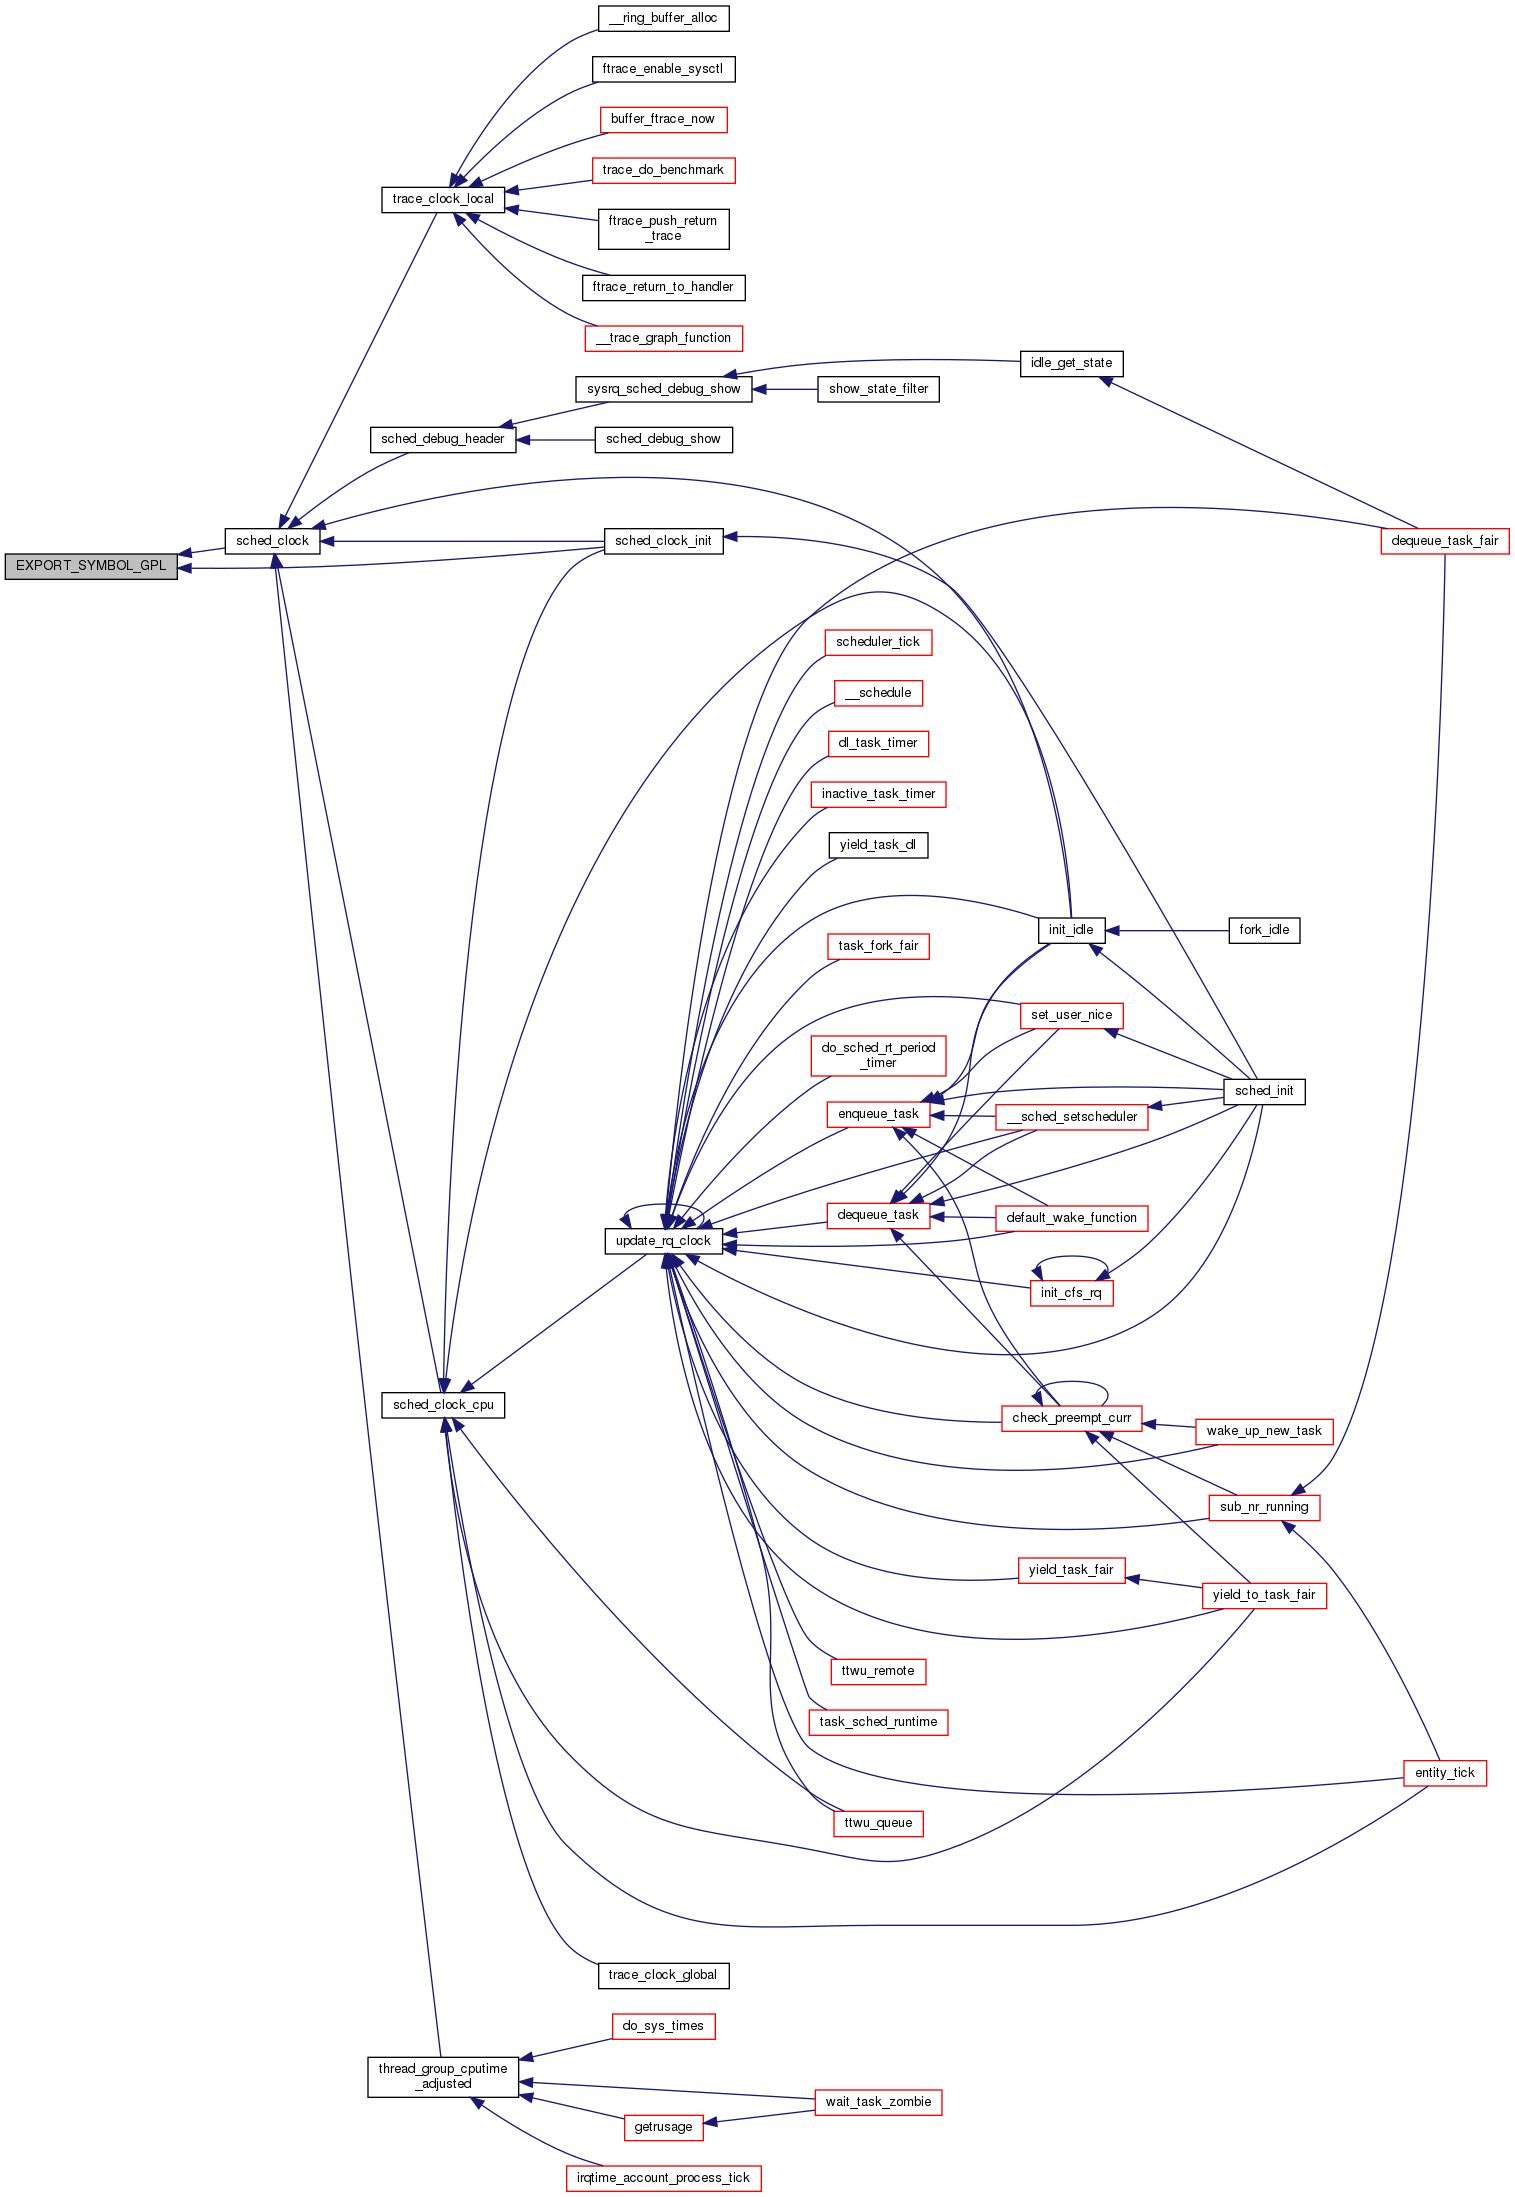 __ring_buffer_alloc
ftrace_enable_sysctl
buffer_ftrace_now
trace_do_benchmark
trace_clock_local
ftrace_push_return
_trace
ftrace_return_to_handler
__trace_graph_function
idle_get_state
sysrq_sched_debug_show
show_state_filter
sched_debug_header
sched_debug_show
sched_clock
sched_clock_init
dequeue_task_fair
EXPORT_SYMBOL_GPL
scheduler_tick
__schedule
dl_task_timer
inactive_task_timer
yield_task_dl
init_idle
fork_idle
task_fork_fair
set_user_nice
do_sched_rt_period
_timer
sched_init
enqueue_task
__sched_setscheduler
dequeue_task
default_wake_function
update_rq_clock
init_cfs_rq
sched_clock_cpu
check_preempt_curr
wake_up_new_task
sub_nr_running
yield_task_fair
yield_to_task_fair
ttwu_remote
task_sched_runtime
entity_tick
ttwu_queue
trace_clock_global
do_sys_times
thread_group_cputime
_adjusted
wait_task_zombie
getrusage
irqtime_account_process_tick